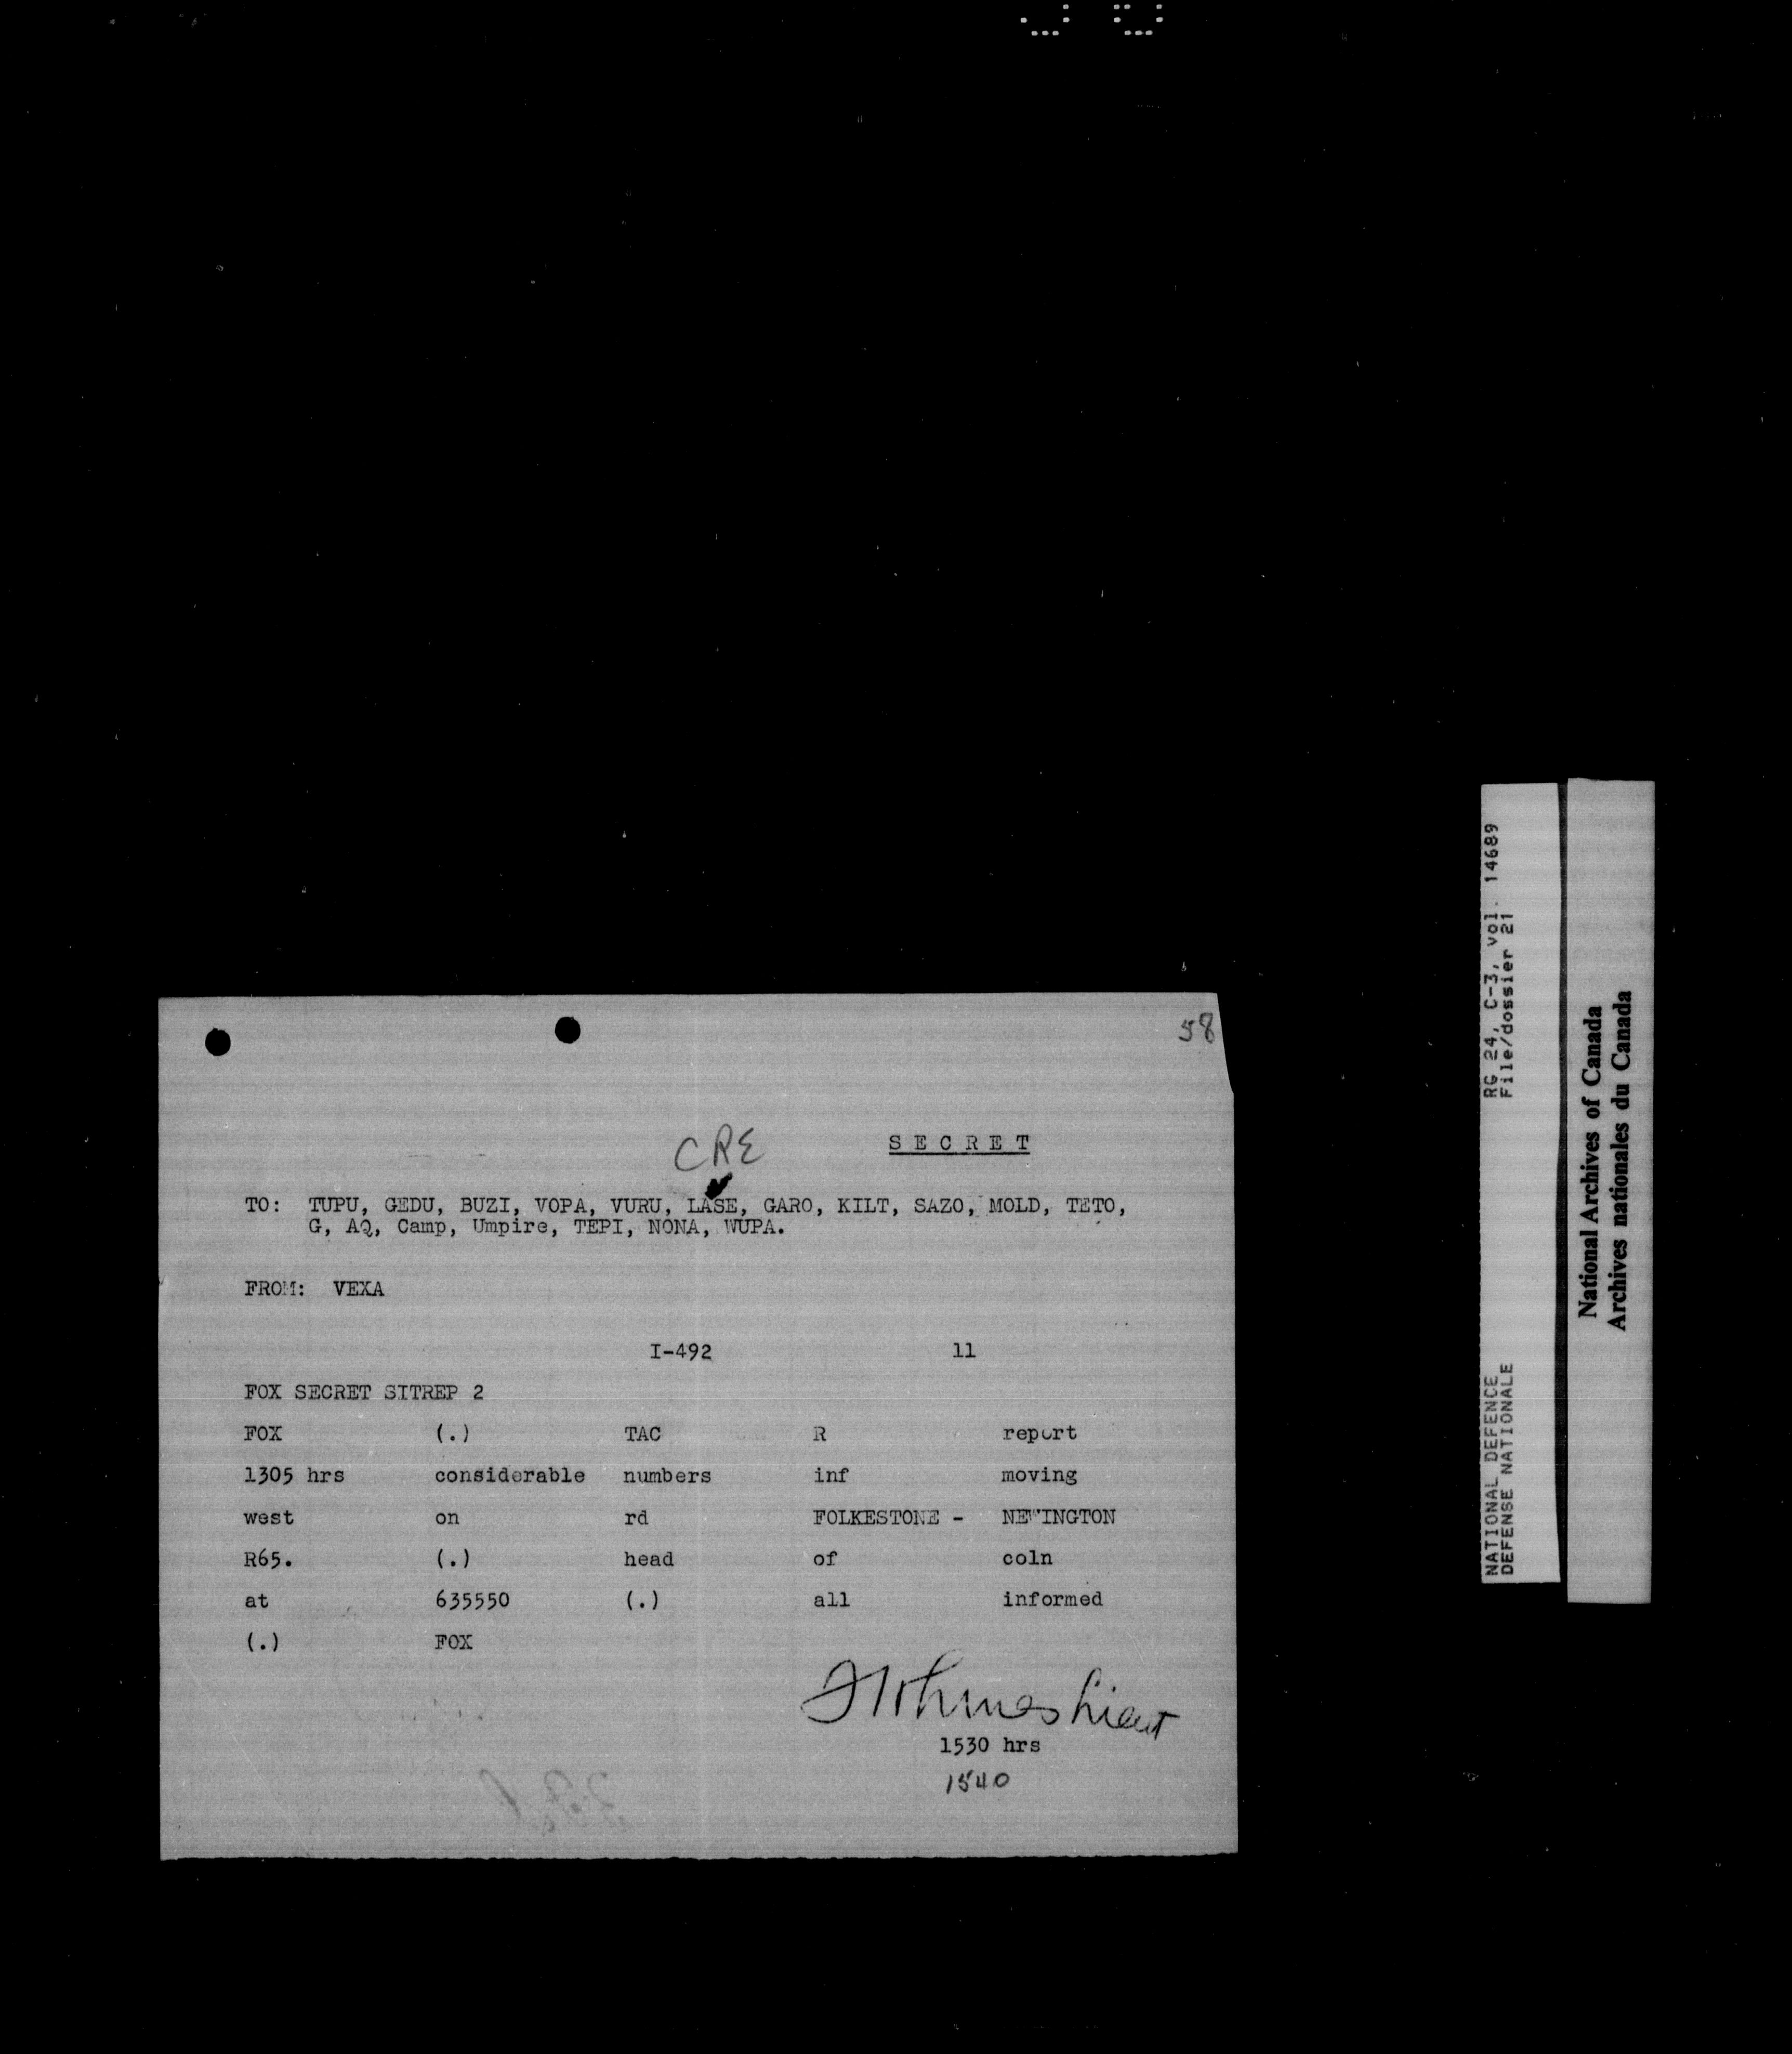 58
CRE
S E C R E T
TO: TUPU, GEDU, BUZI, VOPA, VURU, LASE, GARO, KILT, SAZO, MOLD, TETO,
G, AQ, Camp, Umpire, TEPI, NONA, WUPA.
FROM: VEXA
I-492 11
FOX SECRET SITREP 2
FOX (.) TAC R report
1305 hrs considerable numbers inf moving
west on rd FOLKESTONE - NEWINGTON
R65. (.) head of coln
at 635550 (.) all informed
(.) FOX
Lieut
1530 hrs
1540
NATIONAL DEFENCE RG 24, C-3, vol. 14689
DEFENSE NATIONALE File/dossier 21
National Archives of Canada
Archives nationales du Canada